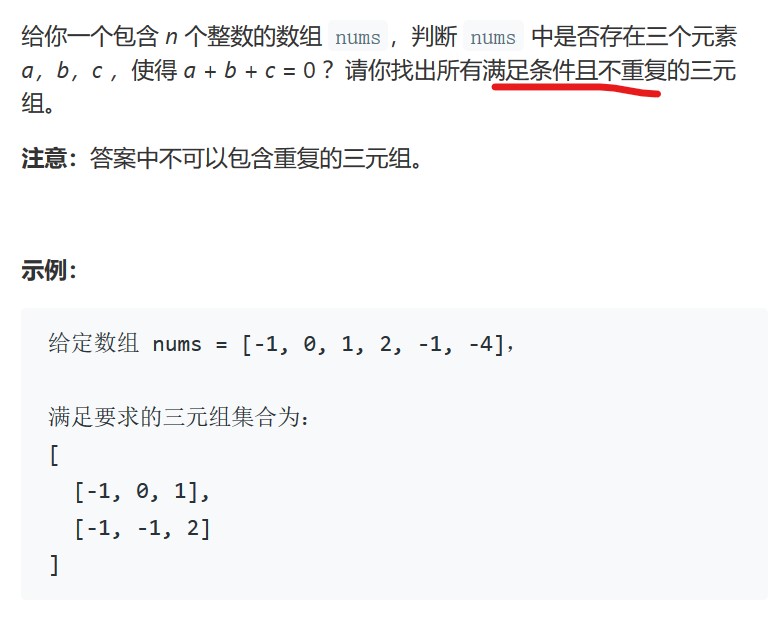 给你一个包含 n 个整数的数组 nums，判断 nums 中是否存在三个元素
a，b，c ，使得 a + b + c = 0 ？请你找出所有满足条件且不重复的三元
组。
注意：答案中不可以包含重复的三元组。
示例：
给定数组 nums = [-1, 0, 1, 2, -1, -4]，
满足要求的三元组集合为：
[
[-1, 0, 1],
[-1, -1, 2]
]